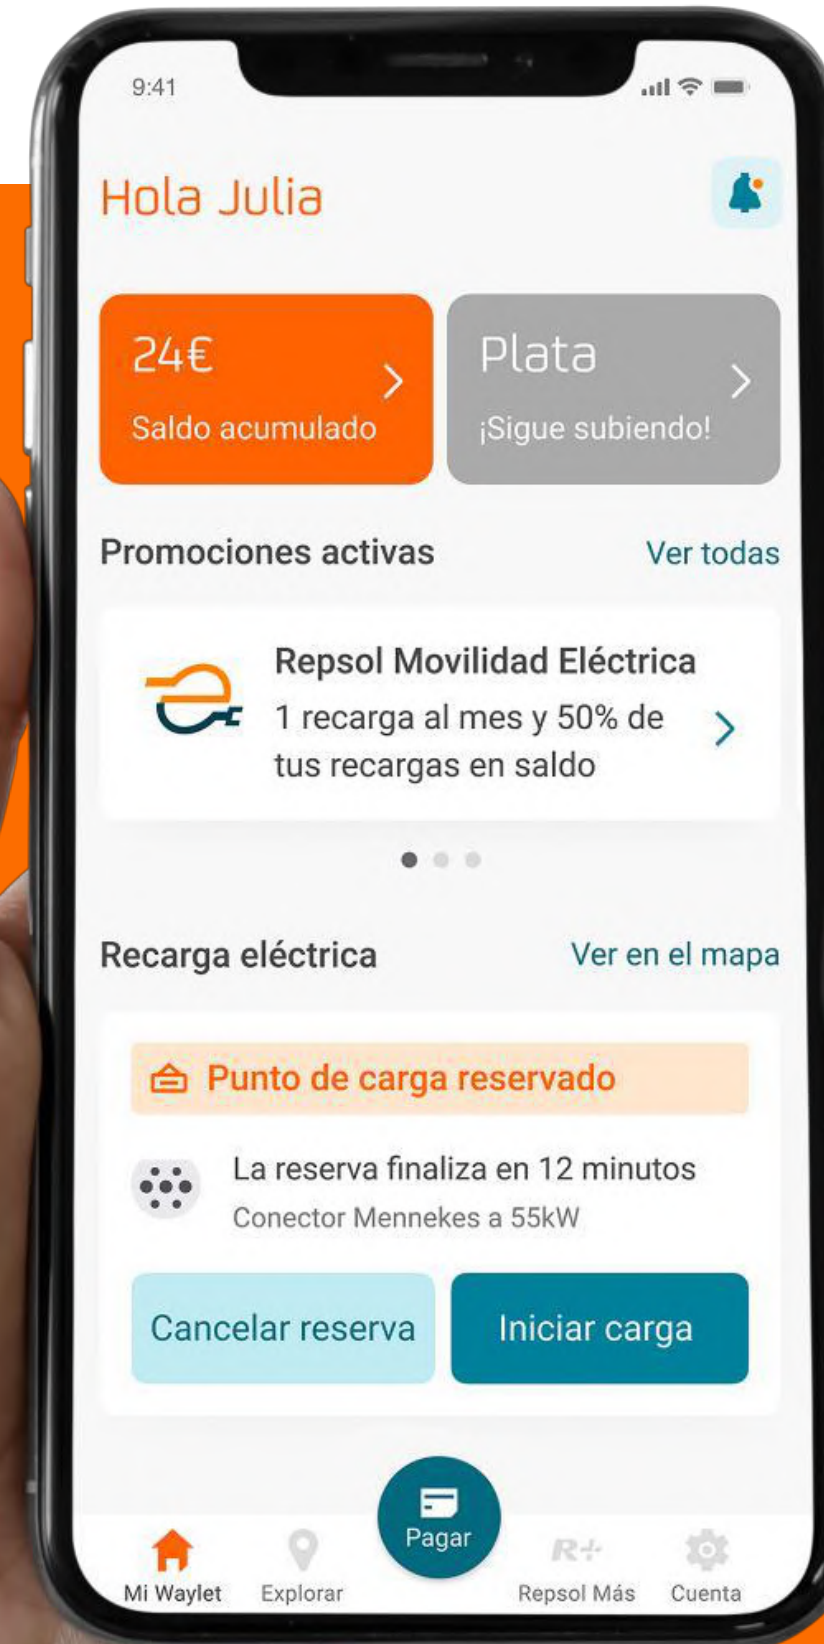 9:41
Hola Julia
24€
Saldo acumulado
Plata
¡Sigue subiendo!
Promociones activas
Ver todas
Repsol Movilidad Eléctrica
1 recarga al mes y 50% de
tus recargas en saldo
Recarga eléctrica
Ver en el mapa
Punto de carga reservado
La reserva finaliza en 12 minutos
Conector Mennekes a 55kW
Cancelar reserva
Iniciar carga
Pagar
Mi Waylet
Explorar
R+
Repsol Más
Cuenta